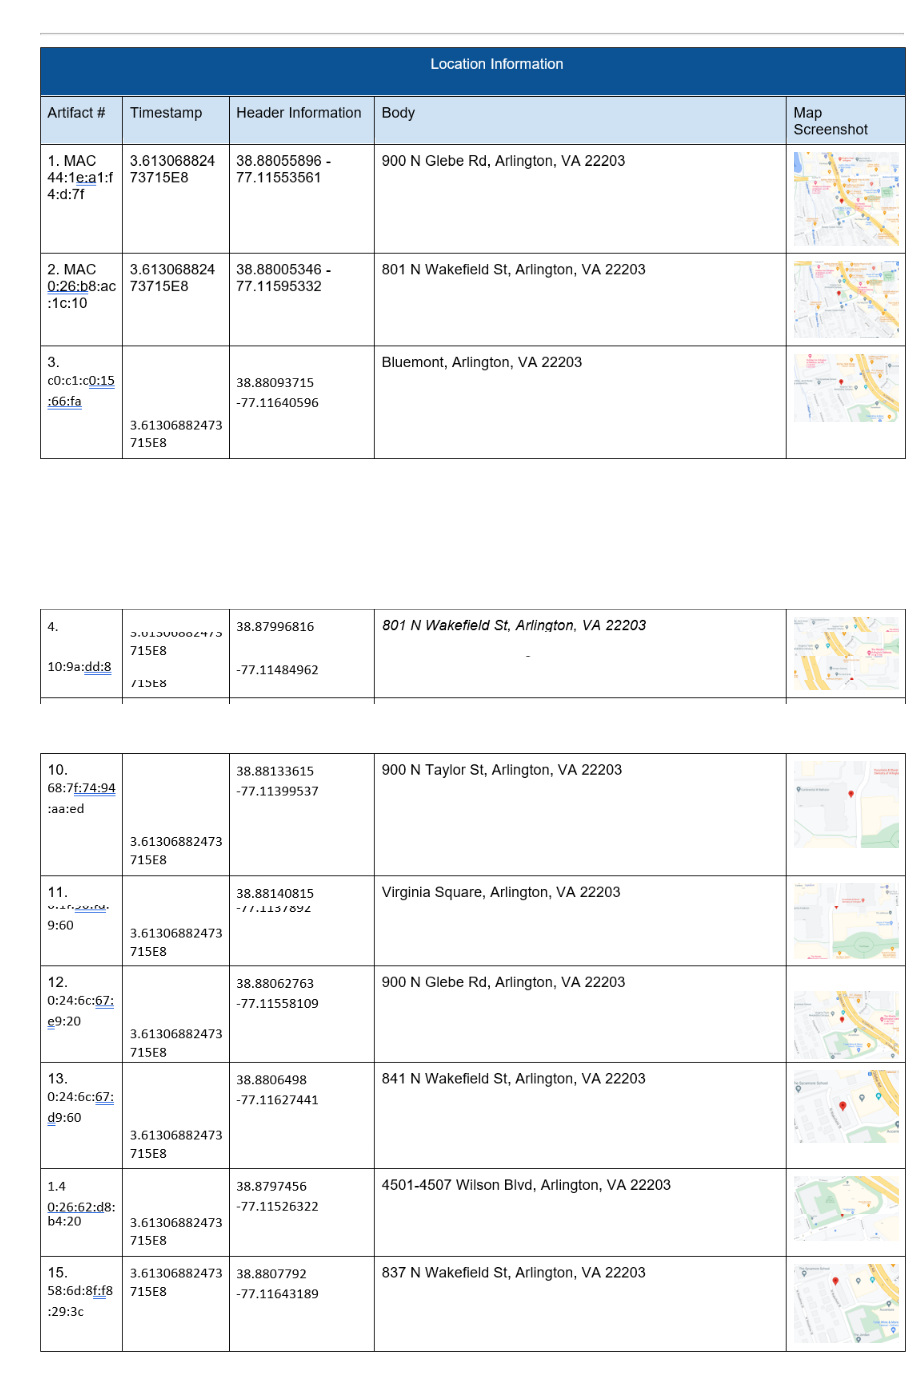 Location Information
Artifact #
Timestamp
Header Information
Body
Map
Screenshot
1. MAC
44:1e:a1:f
4:d:7f
3.613068824
73715E8
38.88055896 -
77.11553561
900 N Glebe Rd, Arlington, VA 22203
2. MAC
0:26:b8:ac
:1c:10
3.613068824
73715E8
38.88005346 -
77.11595332
801 N Wakefield St, Arlington, VA 22203
3.
c0:c1:c0:15
:66:fa
3.61306882473
715E8
38.88093715
-77.11640596
Bluemont, Arlington, VA 22203
4.
10:9a:dd:8
3.61306882473
715E8
715E8
38.87996816
-77.11484962
801 N Wakefield St, Arlington, VA 22203
10.
68:7f:74:94
:aa:ed
3.61306882473
715E8
38.88133615
-77.11399537
900 N Taylor St, Arlington, VA 22203
11.
9:60
3.61306882473
715E8
38.88140815
-77.1137892
Virginia Square, Arlington, VA 22203
12.
0:24:6c:67:
e9:20
3.61306882473
715E8
38.88062763
-77.11558109
900 N Glebe Rd, Arlington, VA 22203
13.
0:24:6c:67:
d9:60
3.61306882473
715E8
38.8806498
-77.11627441
841 N Wakefield St, Arlington, VA 22203
1.4
0:26:62:d8:
b4:20
3.61306882473
715E8
38.8797456
-77.11526322
4501-4507 Wilson Blvd, Arlington, VA 22203
15.
58:6d:8f:f8
:29:3c
3.61306882473
715E8
38.8807792
-77.11643189
837 N Wakefield St, Arlington, VA 22203